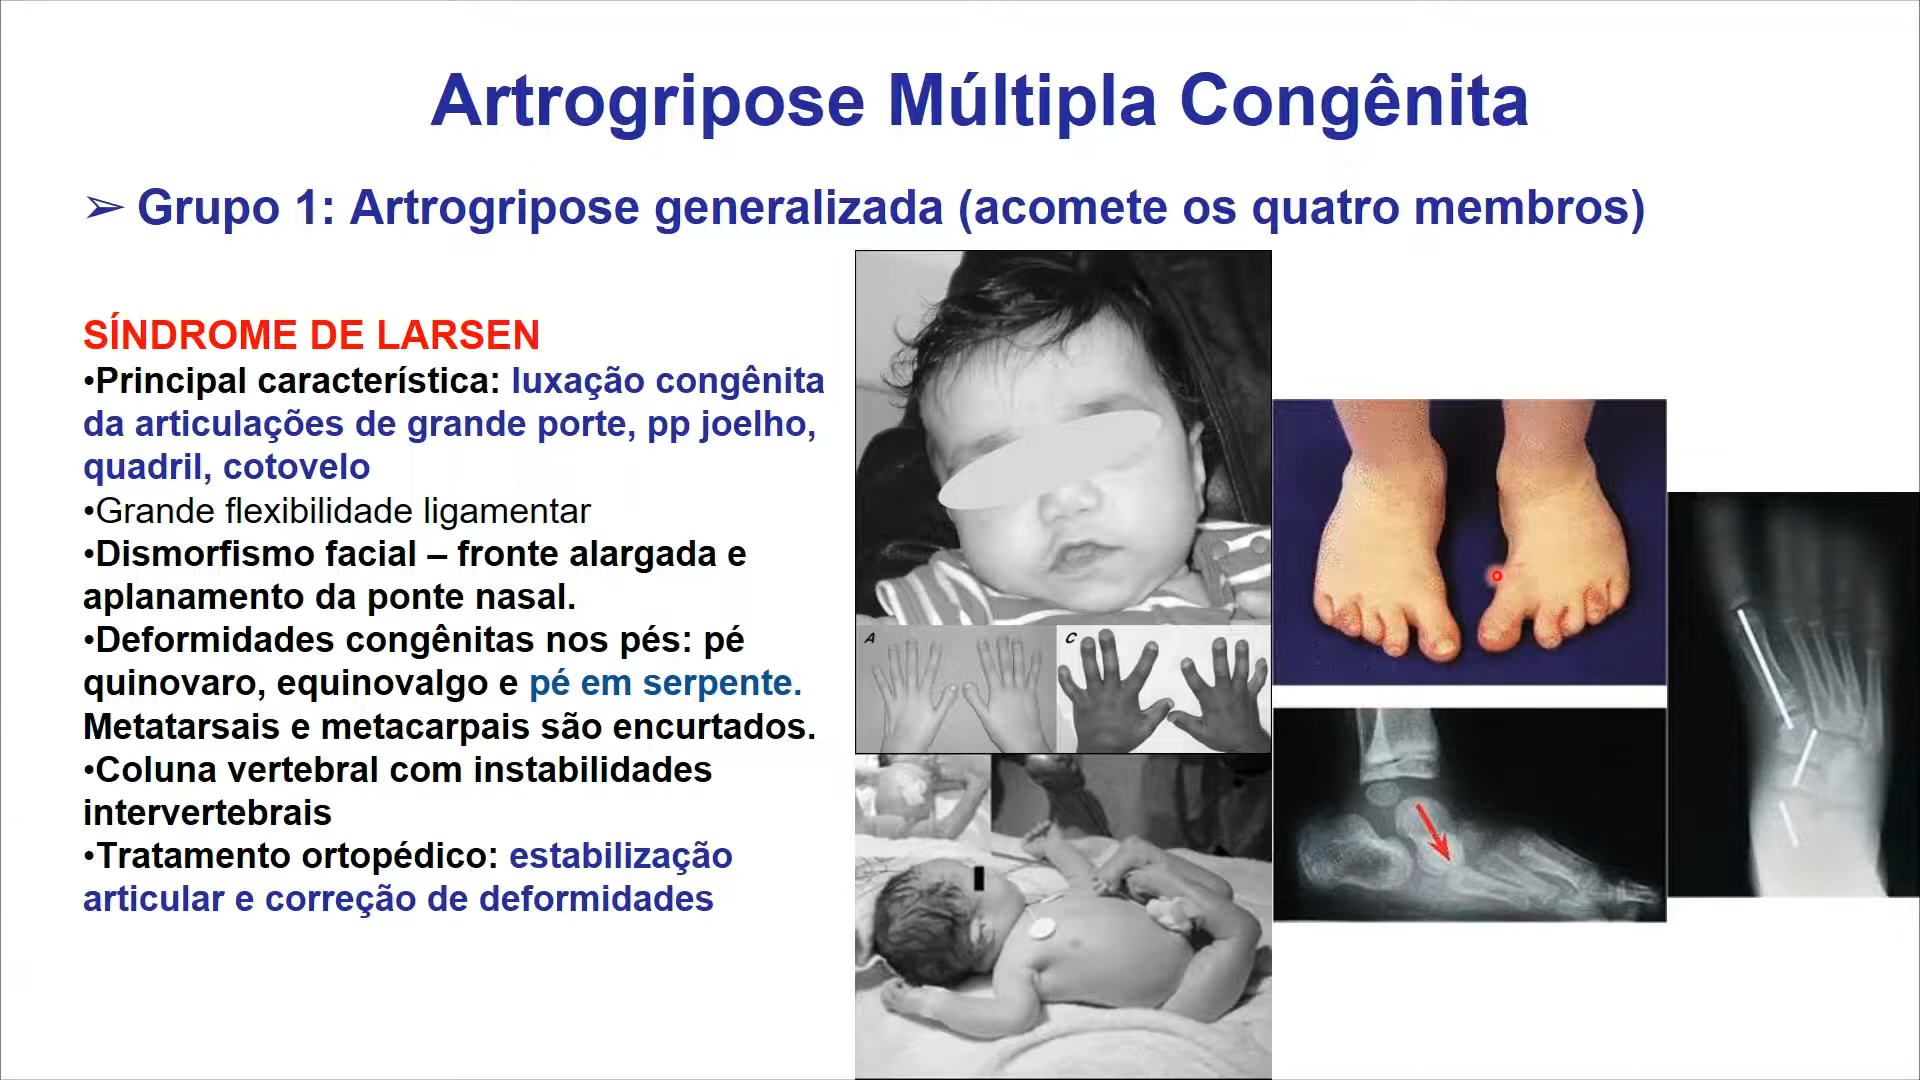 Artrogripose Múltipla Congênita
➢ Grupo 1: Artrogripose generalizada (acomete os quatro membros)
SÍNDROME DE LARSEN
•Principal característica: luxação congênita
da articulações de grande porte, pp joelho,
quadril, cotovelo
•Grande flexibilidade ligamentar
•Dismorfismo facial – fronte alargada e
aplanamento da ponte nasal.
•Deformidades congênitas nos pés: pé
quinovaro, equinovalgo e pé em serpente.
Metatarsais e metacarpais são encurtados.
•Coluna vertebral com instabilidades
intervertebrais
•Tratamento ortopédico: estabilização
articular e correção de deformidades
A
C